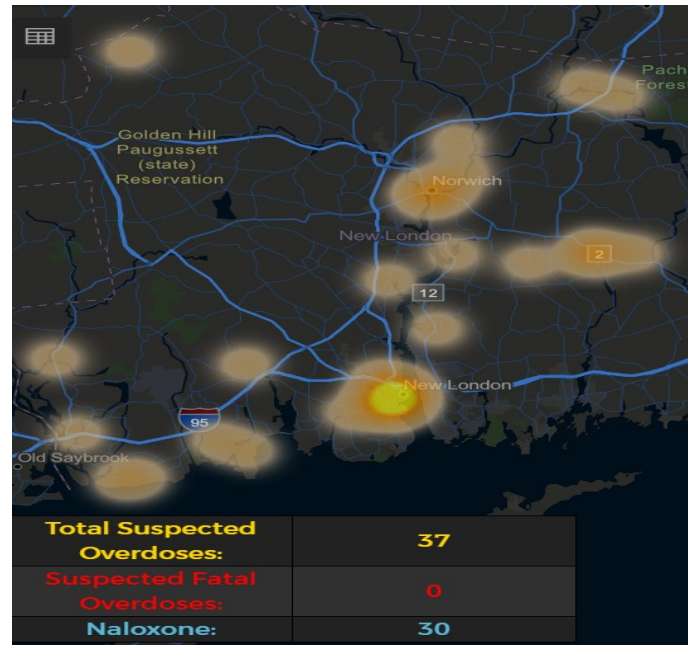 Pach
Fores
Golden Hill
Paugussett
(state)
Reservation
Norwich
New London
2
12
New London
95
Old Saybrook
Total Suspected
Overdoses:
37
Suspected Fatal
Overdoses:
0
Naloxone:
30